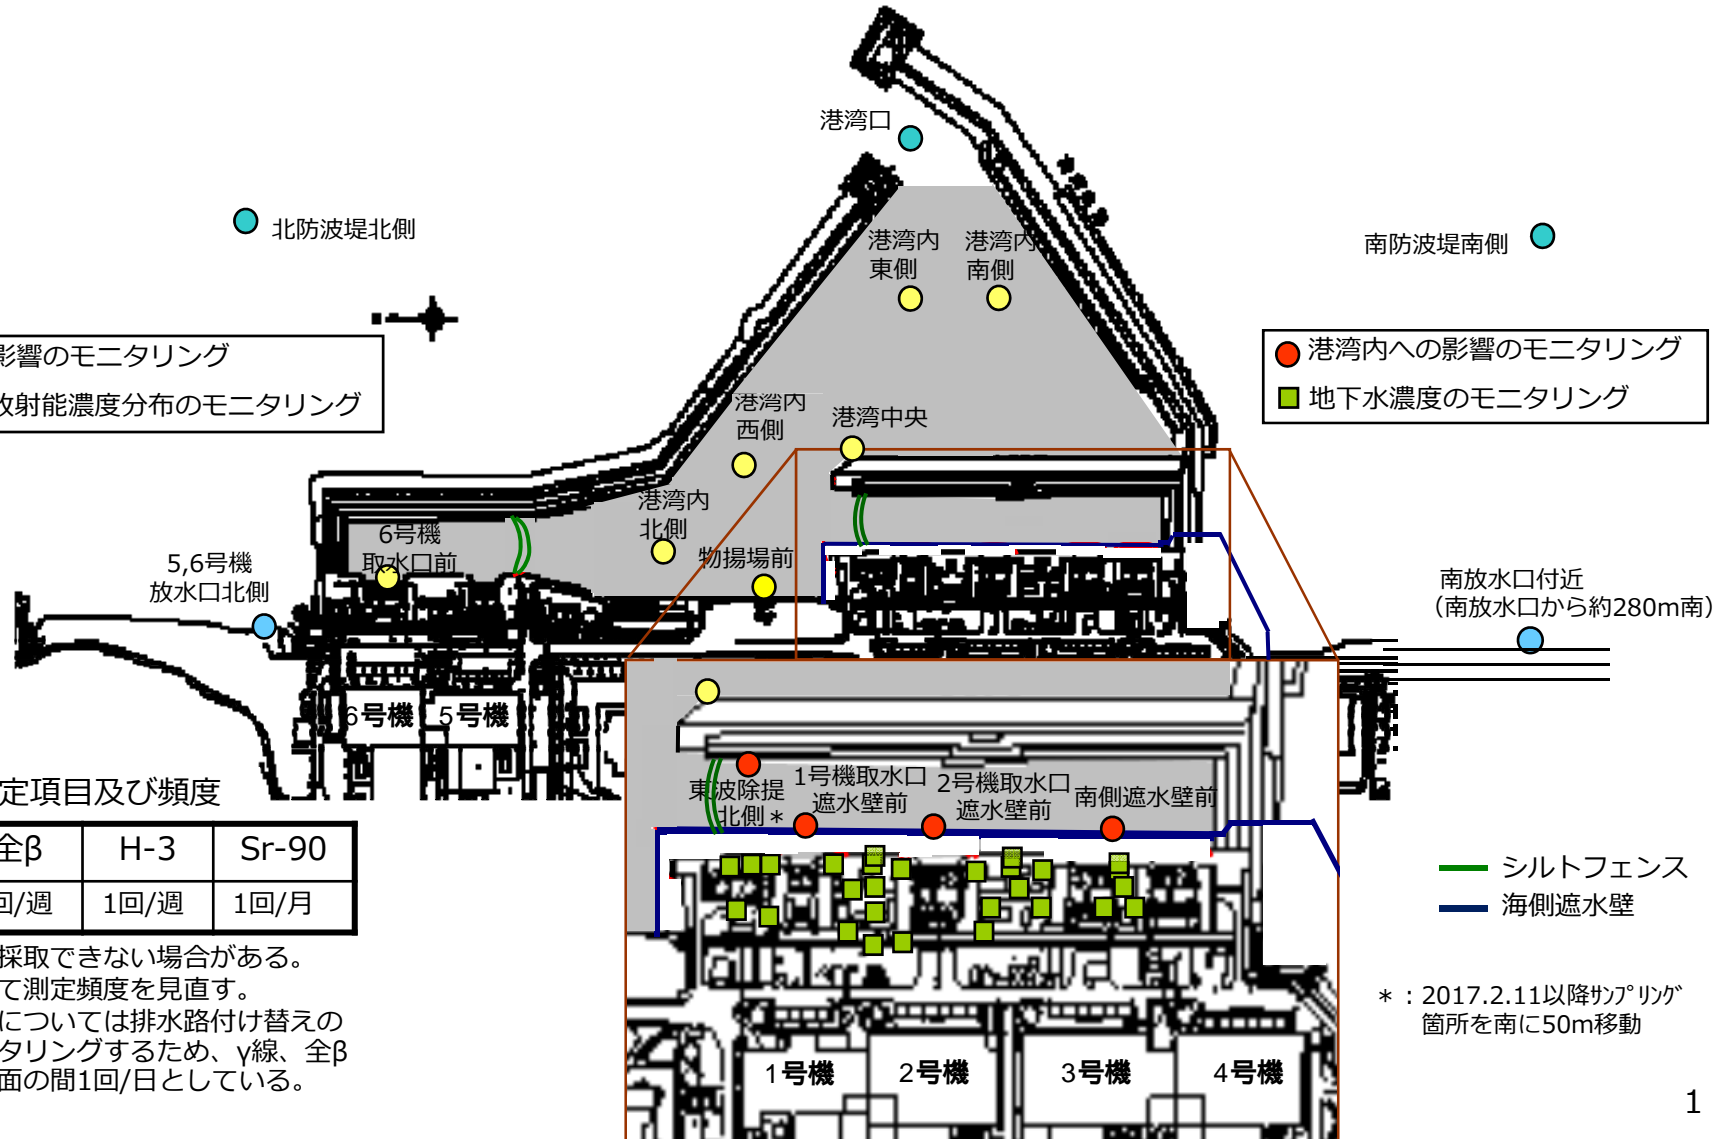 港湾口
北防波堤北側
南防波堤南側
港湾内
東側
港湾内
南側
影響のモニタリング
放射能濃度分布のモニタリング
港湾内への影響のモニタリング
地下水濃度のモニタリング
港湾内
西側
港湾中央
港湾内
北側
6号機
取水口前
物揚場前
5,6号機
放水口北側
南放水口付近
（南放水口から約280m南）
6号機
5号機
定項目及び頻度
全β
H-3
Sr-90
回/週
1回/週
1回/月
採取できない場合がある。
て測定頻度を見直す。
については排水路付け替えの
タリングするため、γ線、全β
面の間1回/日としている。
東波除提
北側＊
1号機取水口
遮水壁前
2号機取水口
遮水壁前
南側遮水壁前
シルトフェンス
海側遮水壁
＊：2017.2.11以降ｻﾝﾌﾟﾘﾝｸﾞ
箇所を南に50m移動
1号機
2号機
3号機
4号機
1